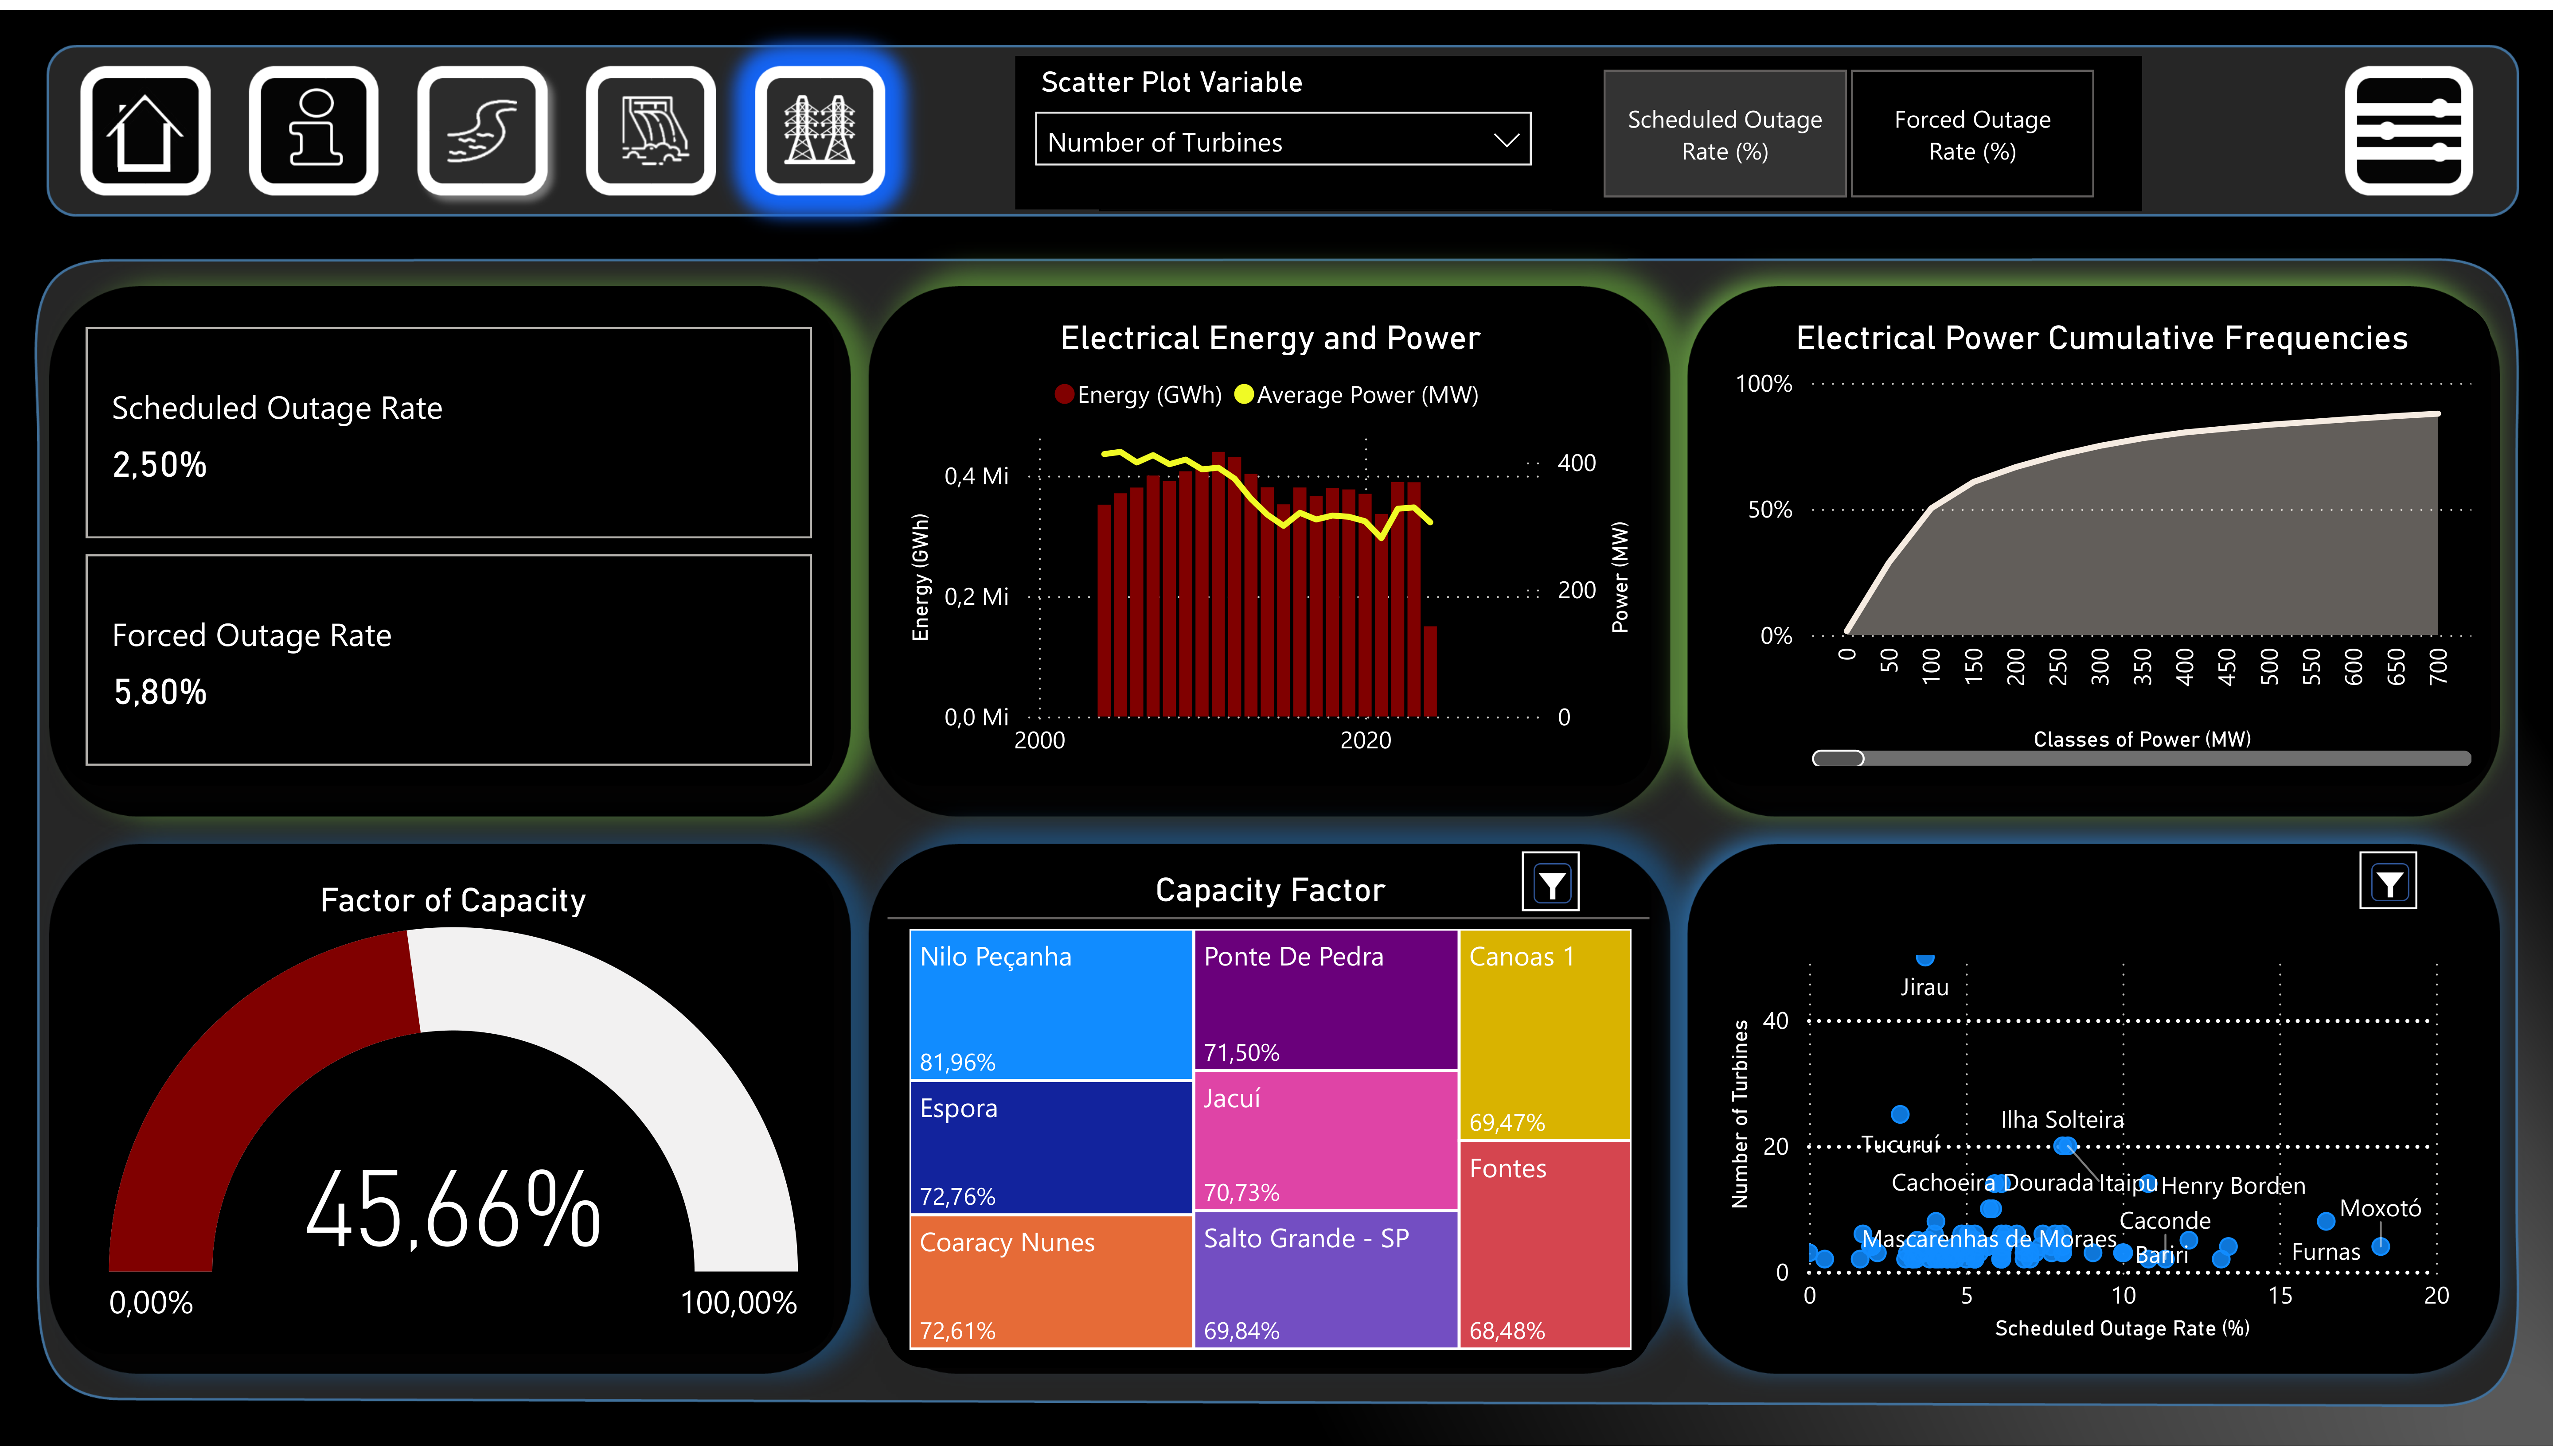 Scatter Plot Variable
Number of Turbines
Scheduled Outage
Rate (%)
Forced Outage
Rate (%)
Scheduled Outage Rate
2,50%
Forced Outage Rate
5,80%
Electrical Energy and Power
Energy (GWh) Average Power (MW)
Energy (GWh)
0,4 Mi
0,2 Mi
0,0 Mi
2000 2020
400
200
0
Power (MW)
Electrical Power Cumulative Frequencies
100%
50%
0%
0 50 100 150 200 250 300 350 400 450 500 550 600 650 700
Classes of Power (MW)
Factor of Capacity
45,66%
0,00% 100,00%
Capacity Factor
Nilo Peçanha
81,96%
Espora
72,76%
Coaracy Nunes
72,61%
Ponte De Pedra
71,50%
Jacuí
70,73%
Salto Grande - SP
69,84%
Canoas 1
69,47%
Fontes
68,48%
Number of Turbines
40
20
0
Jirau
Tucuruí
Ilha Solteira
Cachoeira Dourada Itaipu Henry Borden
Caconde
Moxotó
Mascarenhas de Moraes
Bariri
Furnas
0 5 10 15 20
Scheduled Outage Rate (%)